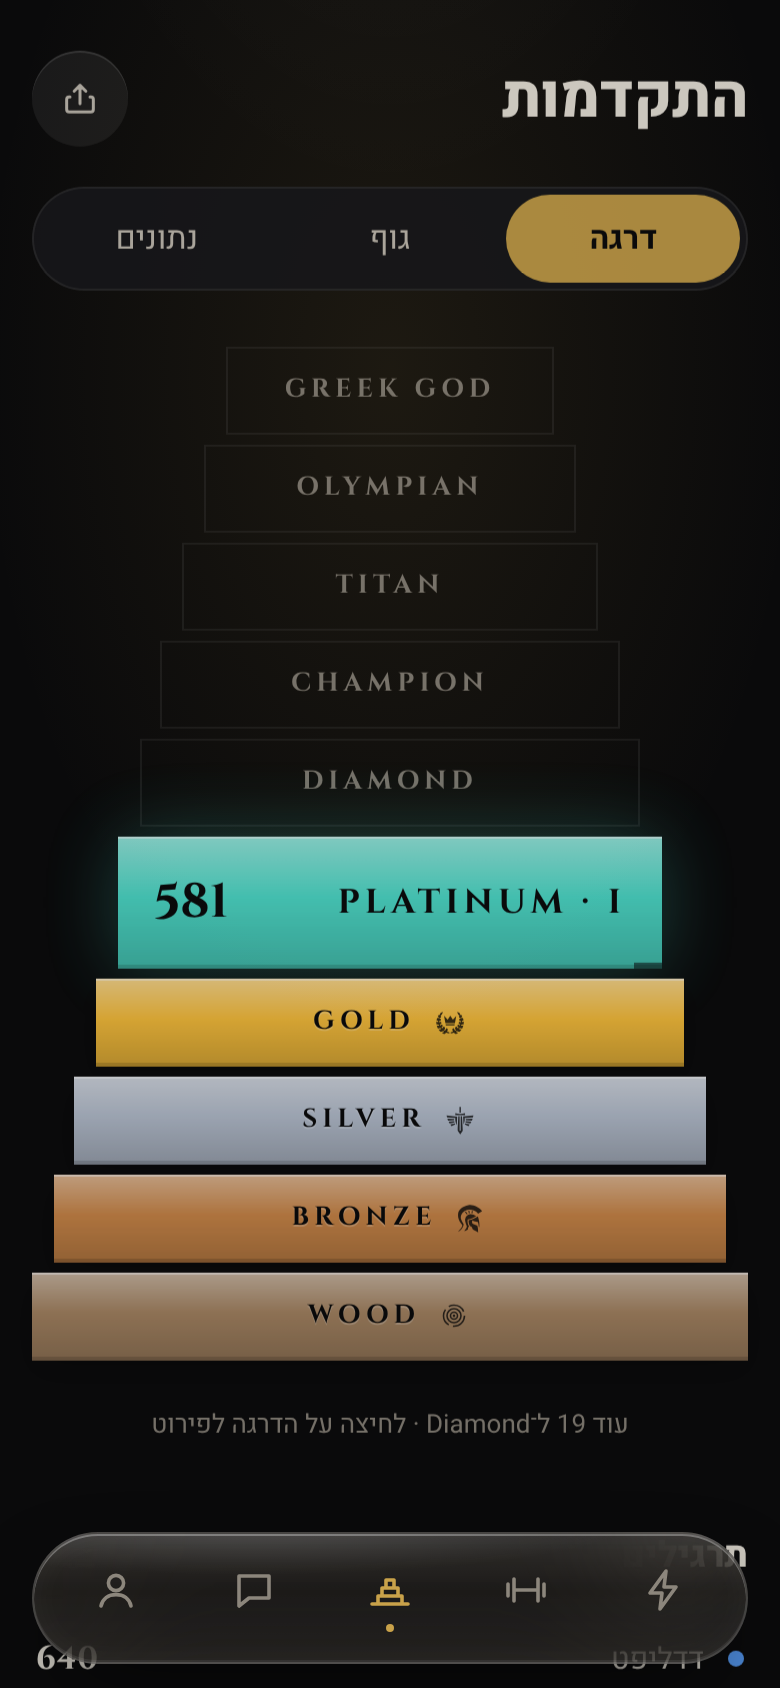 התקדמות
דרגה גוף נתונים
GREEK GOD
OLYMPIAN
TITAN
CHAMPION
DIAMOND
581 PLATINUM · I
GOLD
SILVER
BRONZE
WOOD
עוד 19 ל־Diamond · לחיצה על הדרגה לפירוט
תרגילים
דדליפט 640